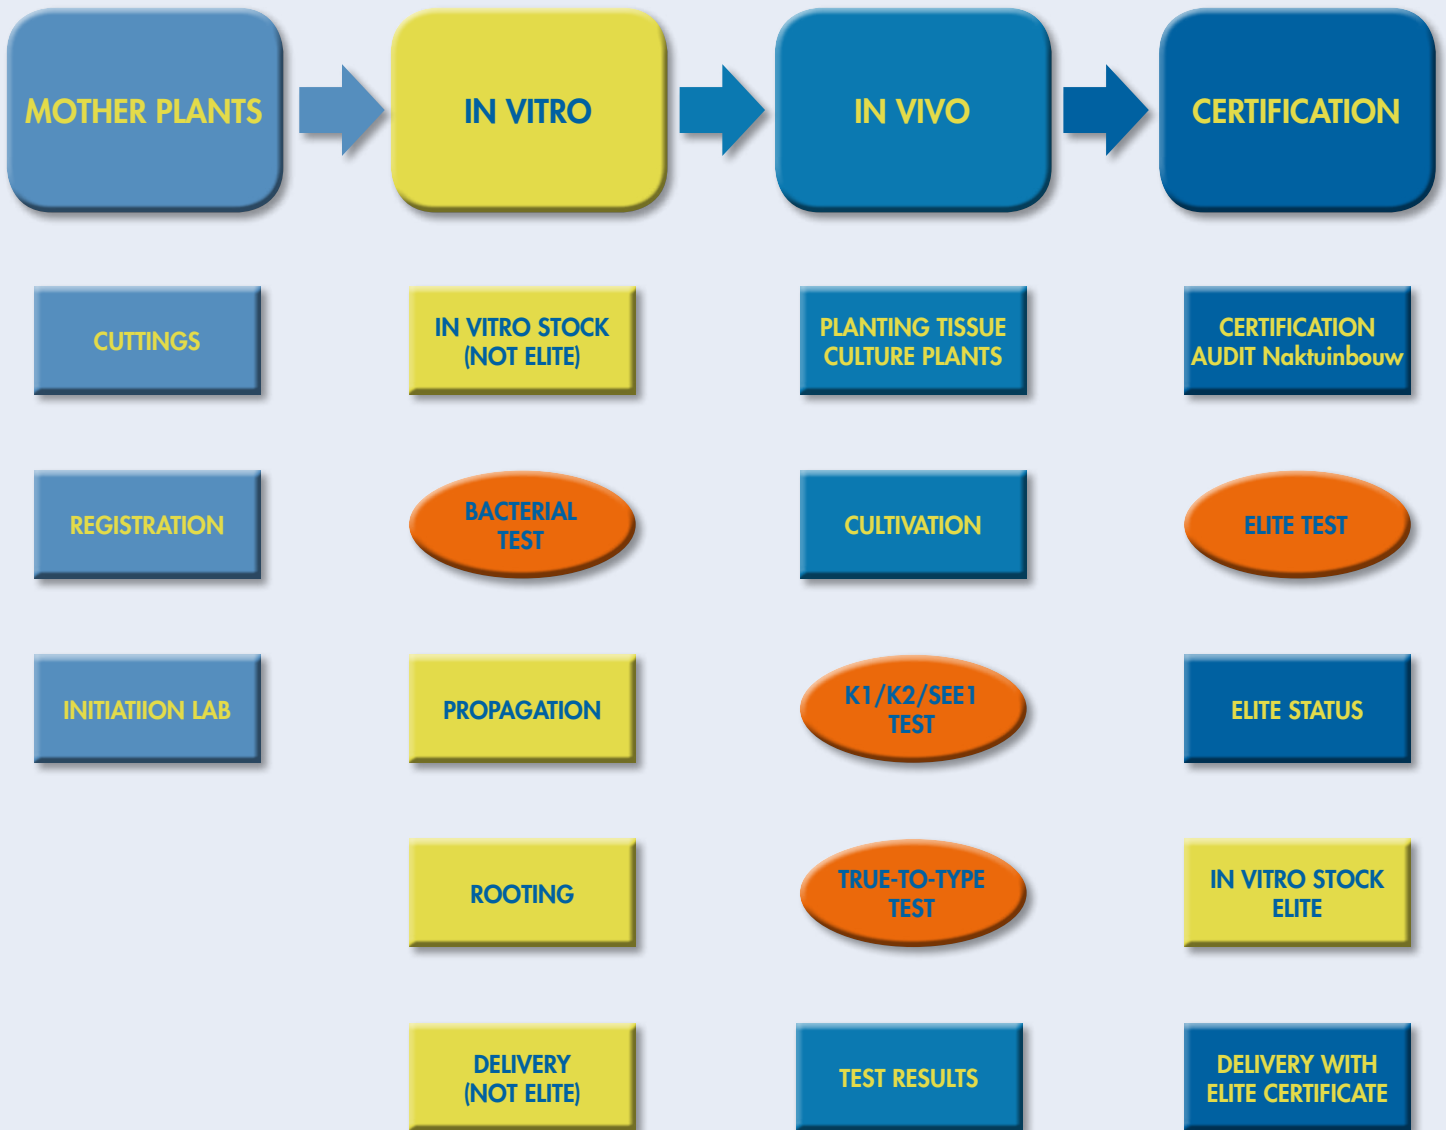 MOTHER PLANTS
IN VITRO
IN VIVO
CERTIFICATION
CUTTINGS
IN VITRO STOCK
(NOT ELITE)
PLANTING TISSUE
CULTURE PLANTS
CERTIFICATION
AUDIT Naktuinbouw
REGISTRATION
BACTERIAL
TEST
CULTIVATION
ELITE TEST
INITIATIION LAB
PROPAGATION
K1/K2/SEE1
TEST
ELITE STATUS
ROOTING
TRUE-TO-TYPE
TEST
IN VITRO STOCK
ELITE
DELIVERY
(NOT ELITE)
TEST RESULTS
DELIVERY WITH
ELITE CERTIFICATE